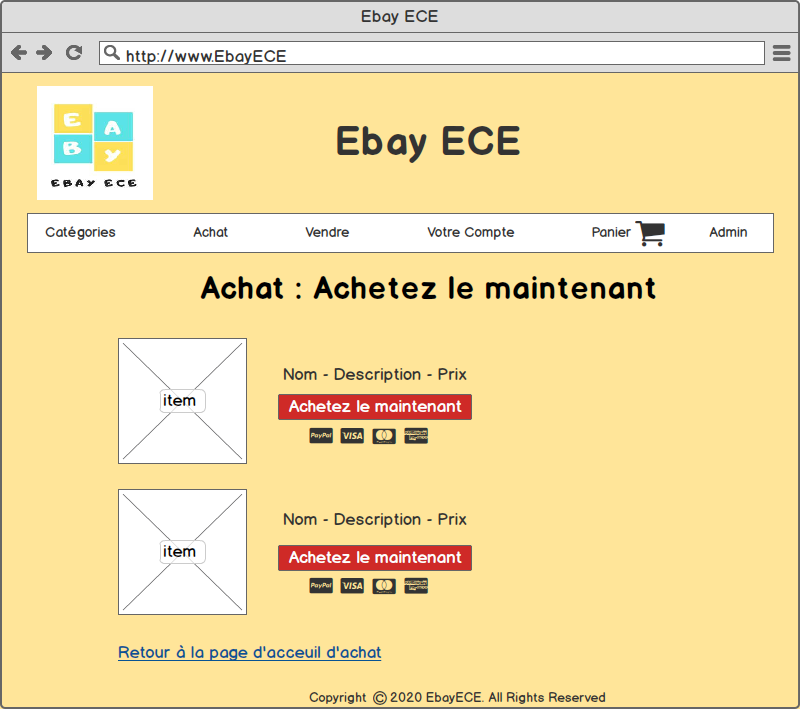 Ebay ECE
http://www.EbayECE
E
A
B
Y
EBAY ECE
Ebay ECE
Catégories Achat Vendre Votre Compte Panier Admin
Achat : Achetez le maintenant
item
Nom - Description - Prix
Achetez le maintenant
PayPal VISA
item
Nom - Description - Prix
Achetez le maintenant
PayPal VISA
Retour à la page d'acceuil d'achat
Copyright © 2020 EbayECE. All Rights Reserved